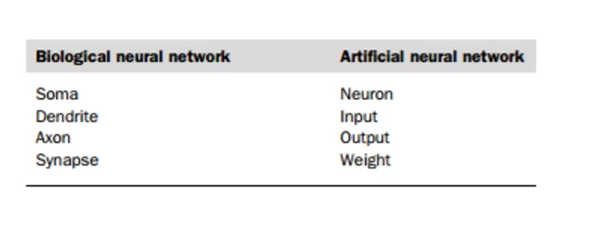 Biological neural network Artificial neural network
Soma Neuron
Dendrite Input
Axon Output
Synapse Weight